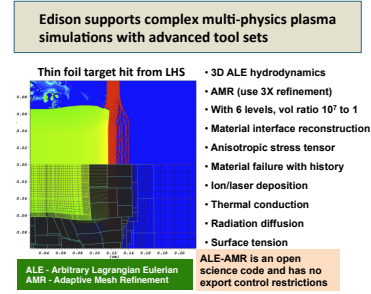 Edison supports complex multi-physics plasma
simulations with advanced tool sets
Thin foil target hit from LHS
• 3D ALE hydrodynamics
• AMR (use 3X refinement)
• With 6 levels, vol ratio 10⁷ to 1
• Material interface reconstruction
• Anisotropic stress tensor
• Material failure with history
• Ion/laser deposition
• Thermal conduction
• Radiation diffusion
• Surface tension
ALE - Arbitrary Lagrangian Eulerian
AMR - Adaptive Mesh Refinement
ALE-AMR is an open
science code and has no
export control restrictions